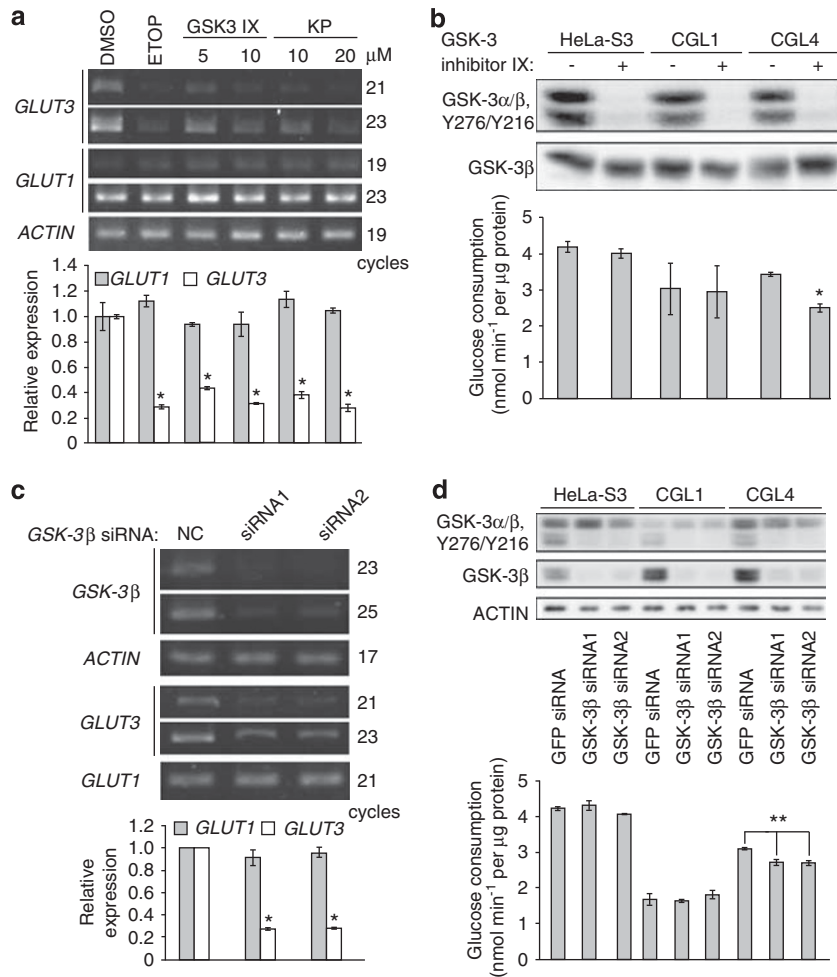 a
DMSO
ETOP
GSK3 IX
KP
5 10 10 20 μM
GLUT3
21
23
GLUT1
19
23
ACTIN
19
cycles
1.4
1.2
1.0
0.8
0.6
0.4
0.2
0
Relative expression
GLUT1 GLUT3
* * * * *
b
GSK-3 HeLa-S3 CGL1 CGL4
inhibitor IX: - + - + - +
GSK-3α/β,
Y276/Y216
GSK-3β
5
4
3
2
1
0
Glucose consumption
(nmol min⁻¹ per μg protein)
*
c
GSK-3β siRNA: NC siRNA1 siRNA2
GSK-3β
23
25
ACTIN
17
GLUT3
21
23
GLUT1
21
cycles
1.2
1.0
0.8
0.6
0.4
0.2
0
Relative
expression
GLUT1 GLUT3
* *
d
HeLa-S3 CGL1 CGL4
GSK-3α/β,
Y276/Y216
GSK-3β
ACTIN
GFP siRNA
GSK-3β siRNA1
GSK-3β siRNA2
GFP siRNA
GSK-3β siRNA1
GSK-3β siRNA2
GFP siRNA
GSK-3β siRNA1
GSK-3β siRNA2
5
4
3
2
1
0
Glucose consumption
(nmol min⁻¹ per μg protein)
**